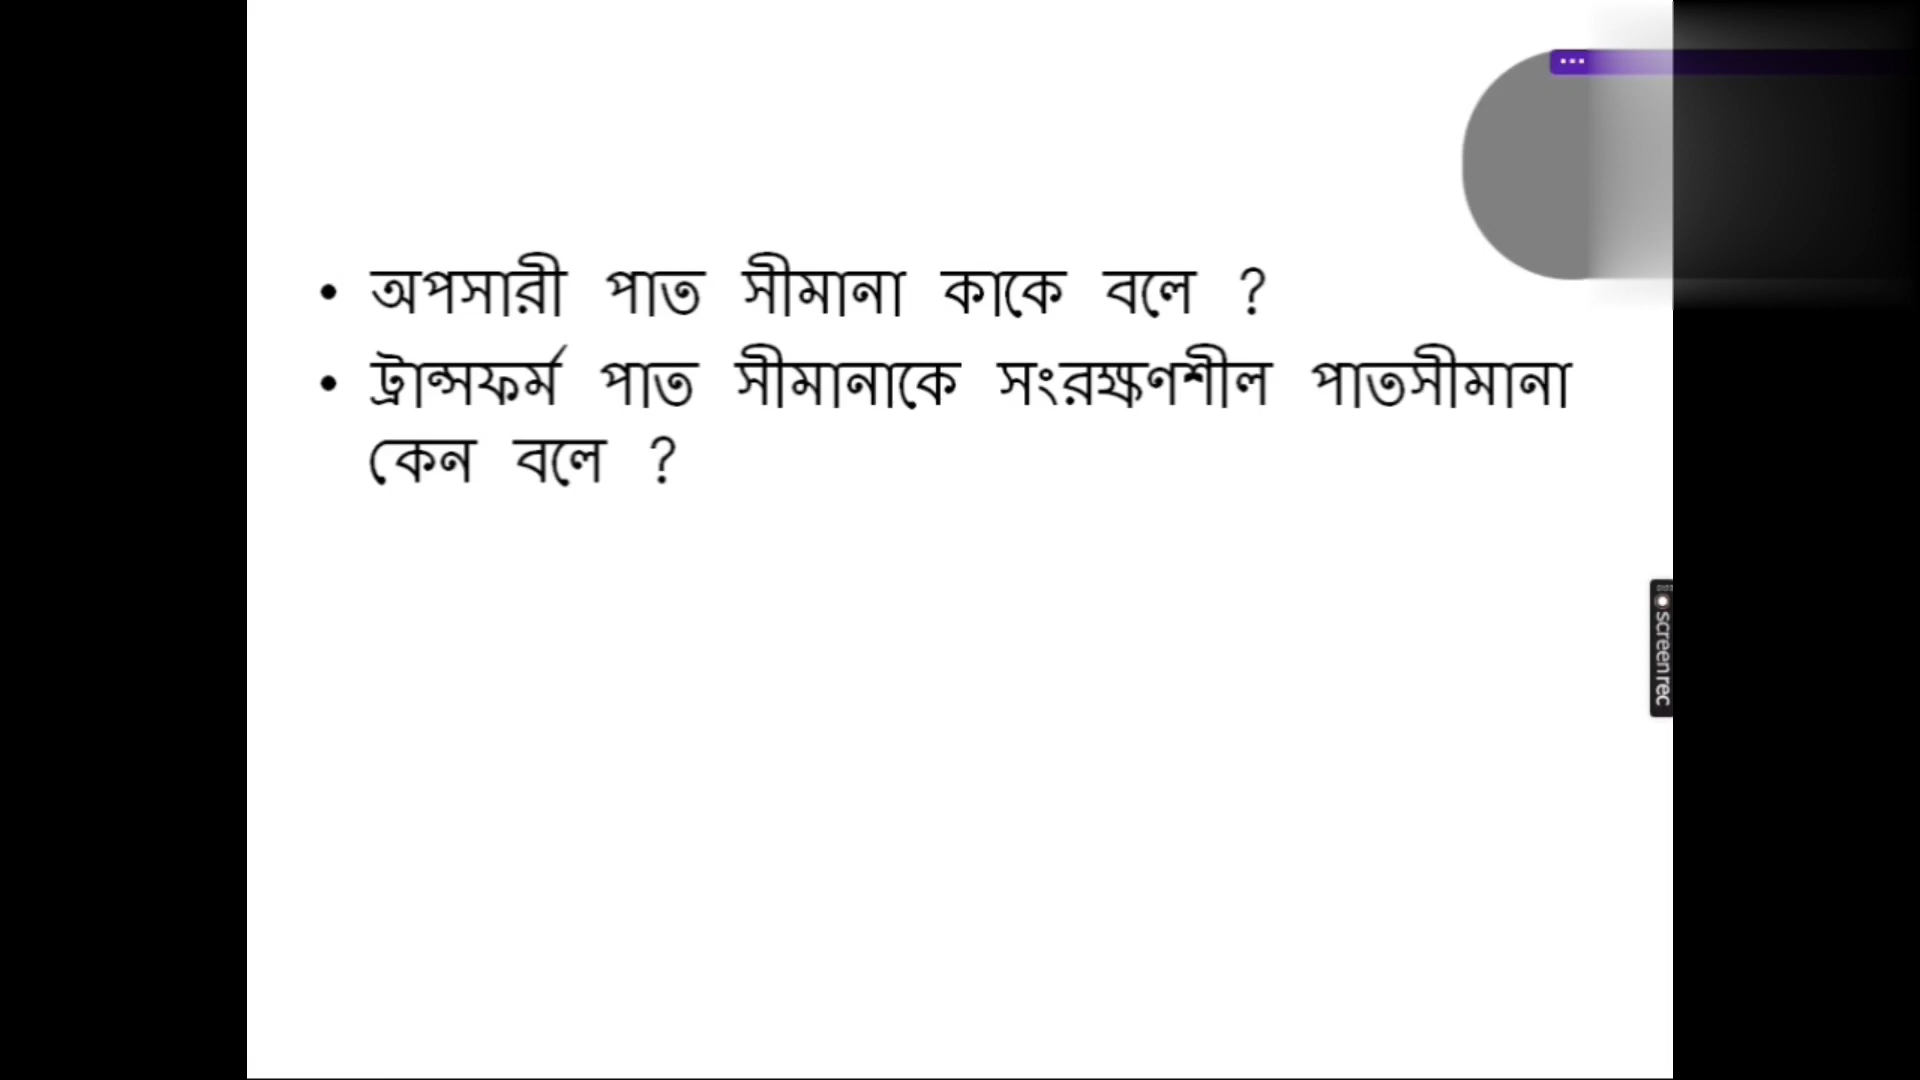 • অপসারী পাত সীমানা কাকে বলে ?
• ট্রান্সফর্ম পাত সীমানাকে সংরক্ষণশীল পাতসীমানা
কেন বলে ?
screenrec